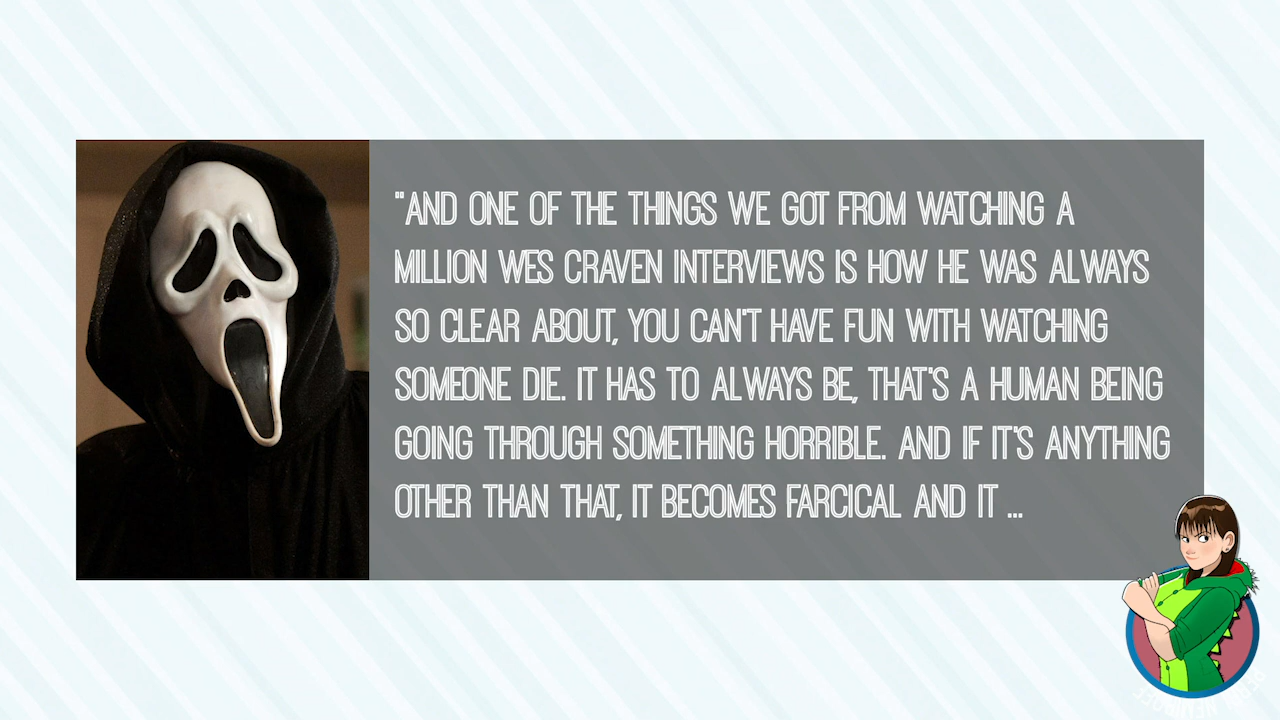 "AND ONE OF THE THINGS WE GOT FROM WATCHING A
MILLION WES CRAVEN INTERVIEWS IS HOW HE WAS ALWAYS
SO CLEAR ABOUT, YOU CAN'T HAVE FUN WITH WATCHING
SOMEONE DIE. IT HAS TO ALWAYS BE, THAT'S A HUMAN BEING
GOING THROUGH SOMETHING HORRIBLE. AND IF IT'S ANYTHING
OTHER THAN THAT, IT BECOMES FARCICAL AND IT ...